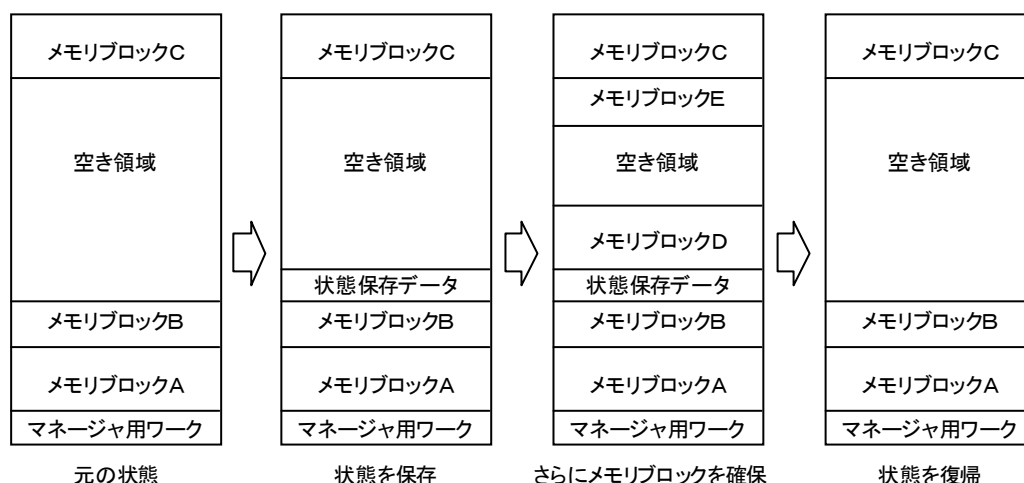 メモリブロックC
空き領域
メモリブロックB
メモリブロックA
マネージャ用ワーク
元の状態
メモリブロックC
空き領域
状態保存データ
メモリブロックB
メモリブロックA
マネージャ用ワーク
状態を保存
メモリブロックC
メモリブロックE
空き領域
メモリブロックD
状態保存データ
メモリブロックB
メモリブロックA
マネージャ用ワーク
さらにメモリブロックを確保
メモリブロックC
空き領域
メモリブロックB
メモリブロックA
マネージャ用ワーク
状態を復帰